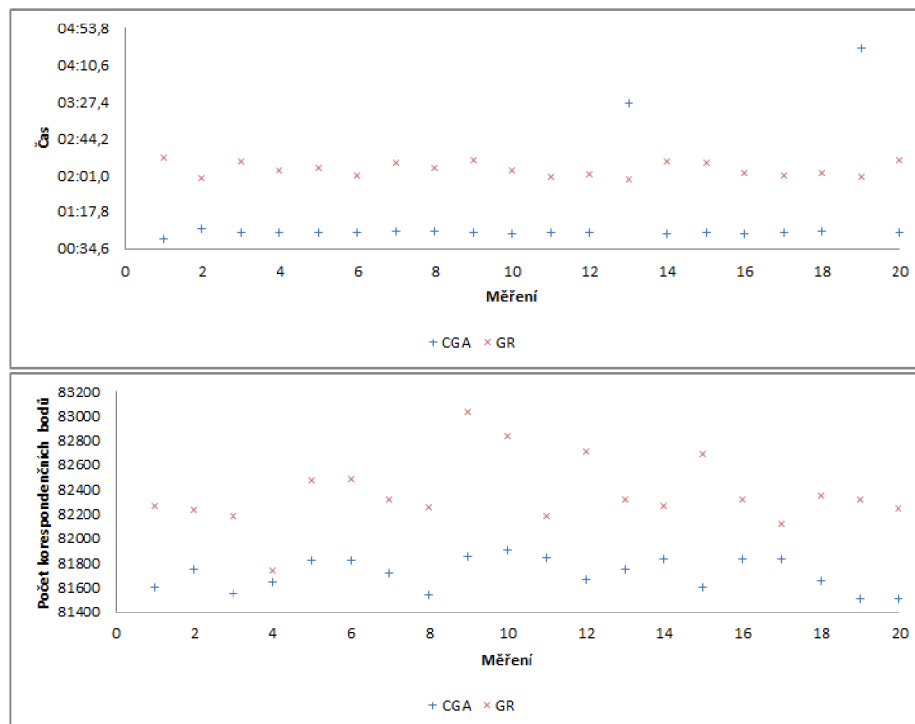 04:53,8
04:10,6
03:27,4
02:44,2
02:01,0
01:17,8
00:34,6
Čas
0 2 4 6 8 10 12 14 16 18 20
Měření
CGA GR
83200
83000
82800
82600
82400
82200
82000
81800
81600
81400
Počet korespondenčních bodů
0 2 4 6 8 10 12 14 16 18 20
Měření
CGA GR